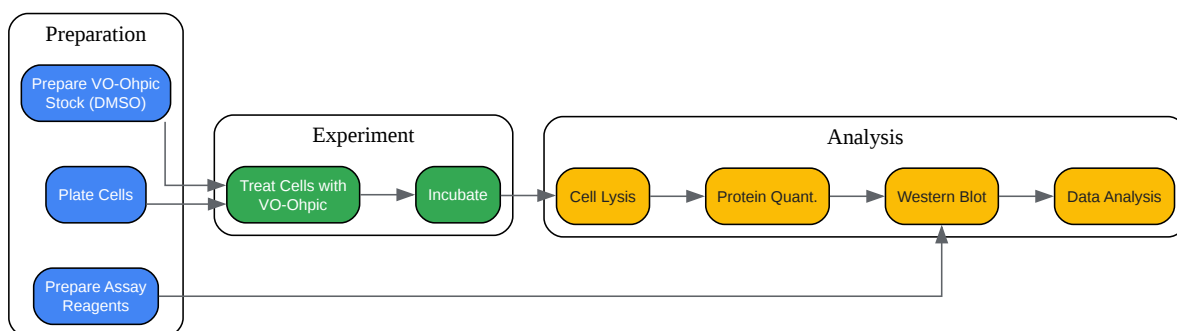 Preparation
Prepare VO-Ohpic
Stock (DMSO)
Plate Cells
Prepare Assay
Reagents
Experiment
Treat Cells with
VO-Ohpic
Incubate
Analysis
Cell Lysis
Protein Quant.
Western Blot
Data Analysis